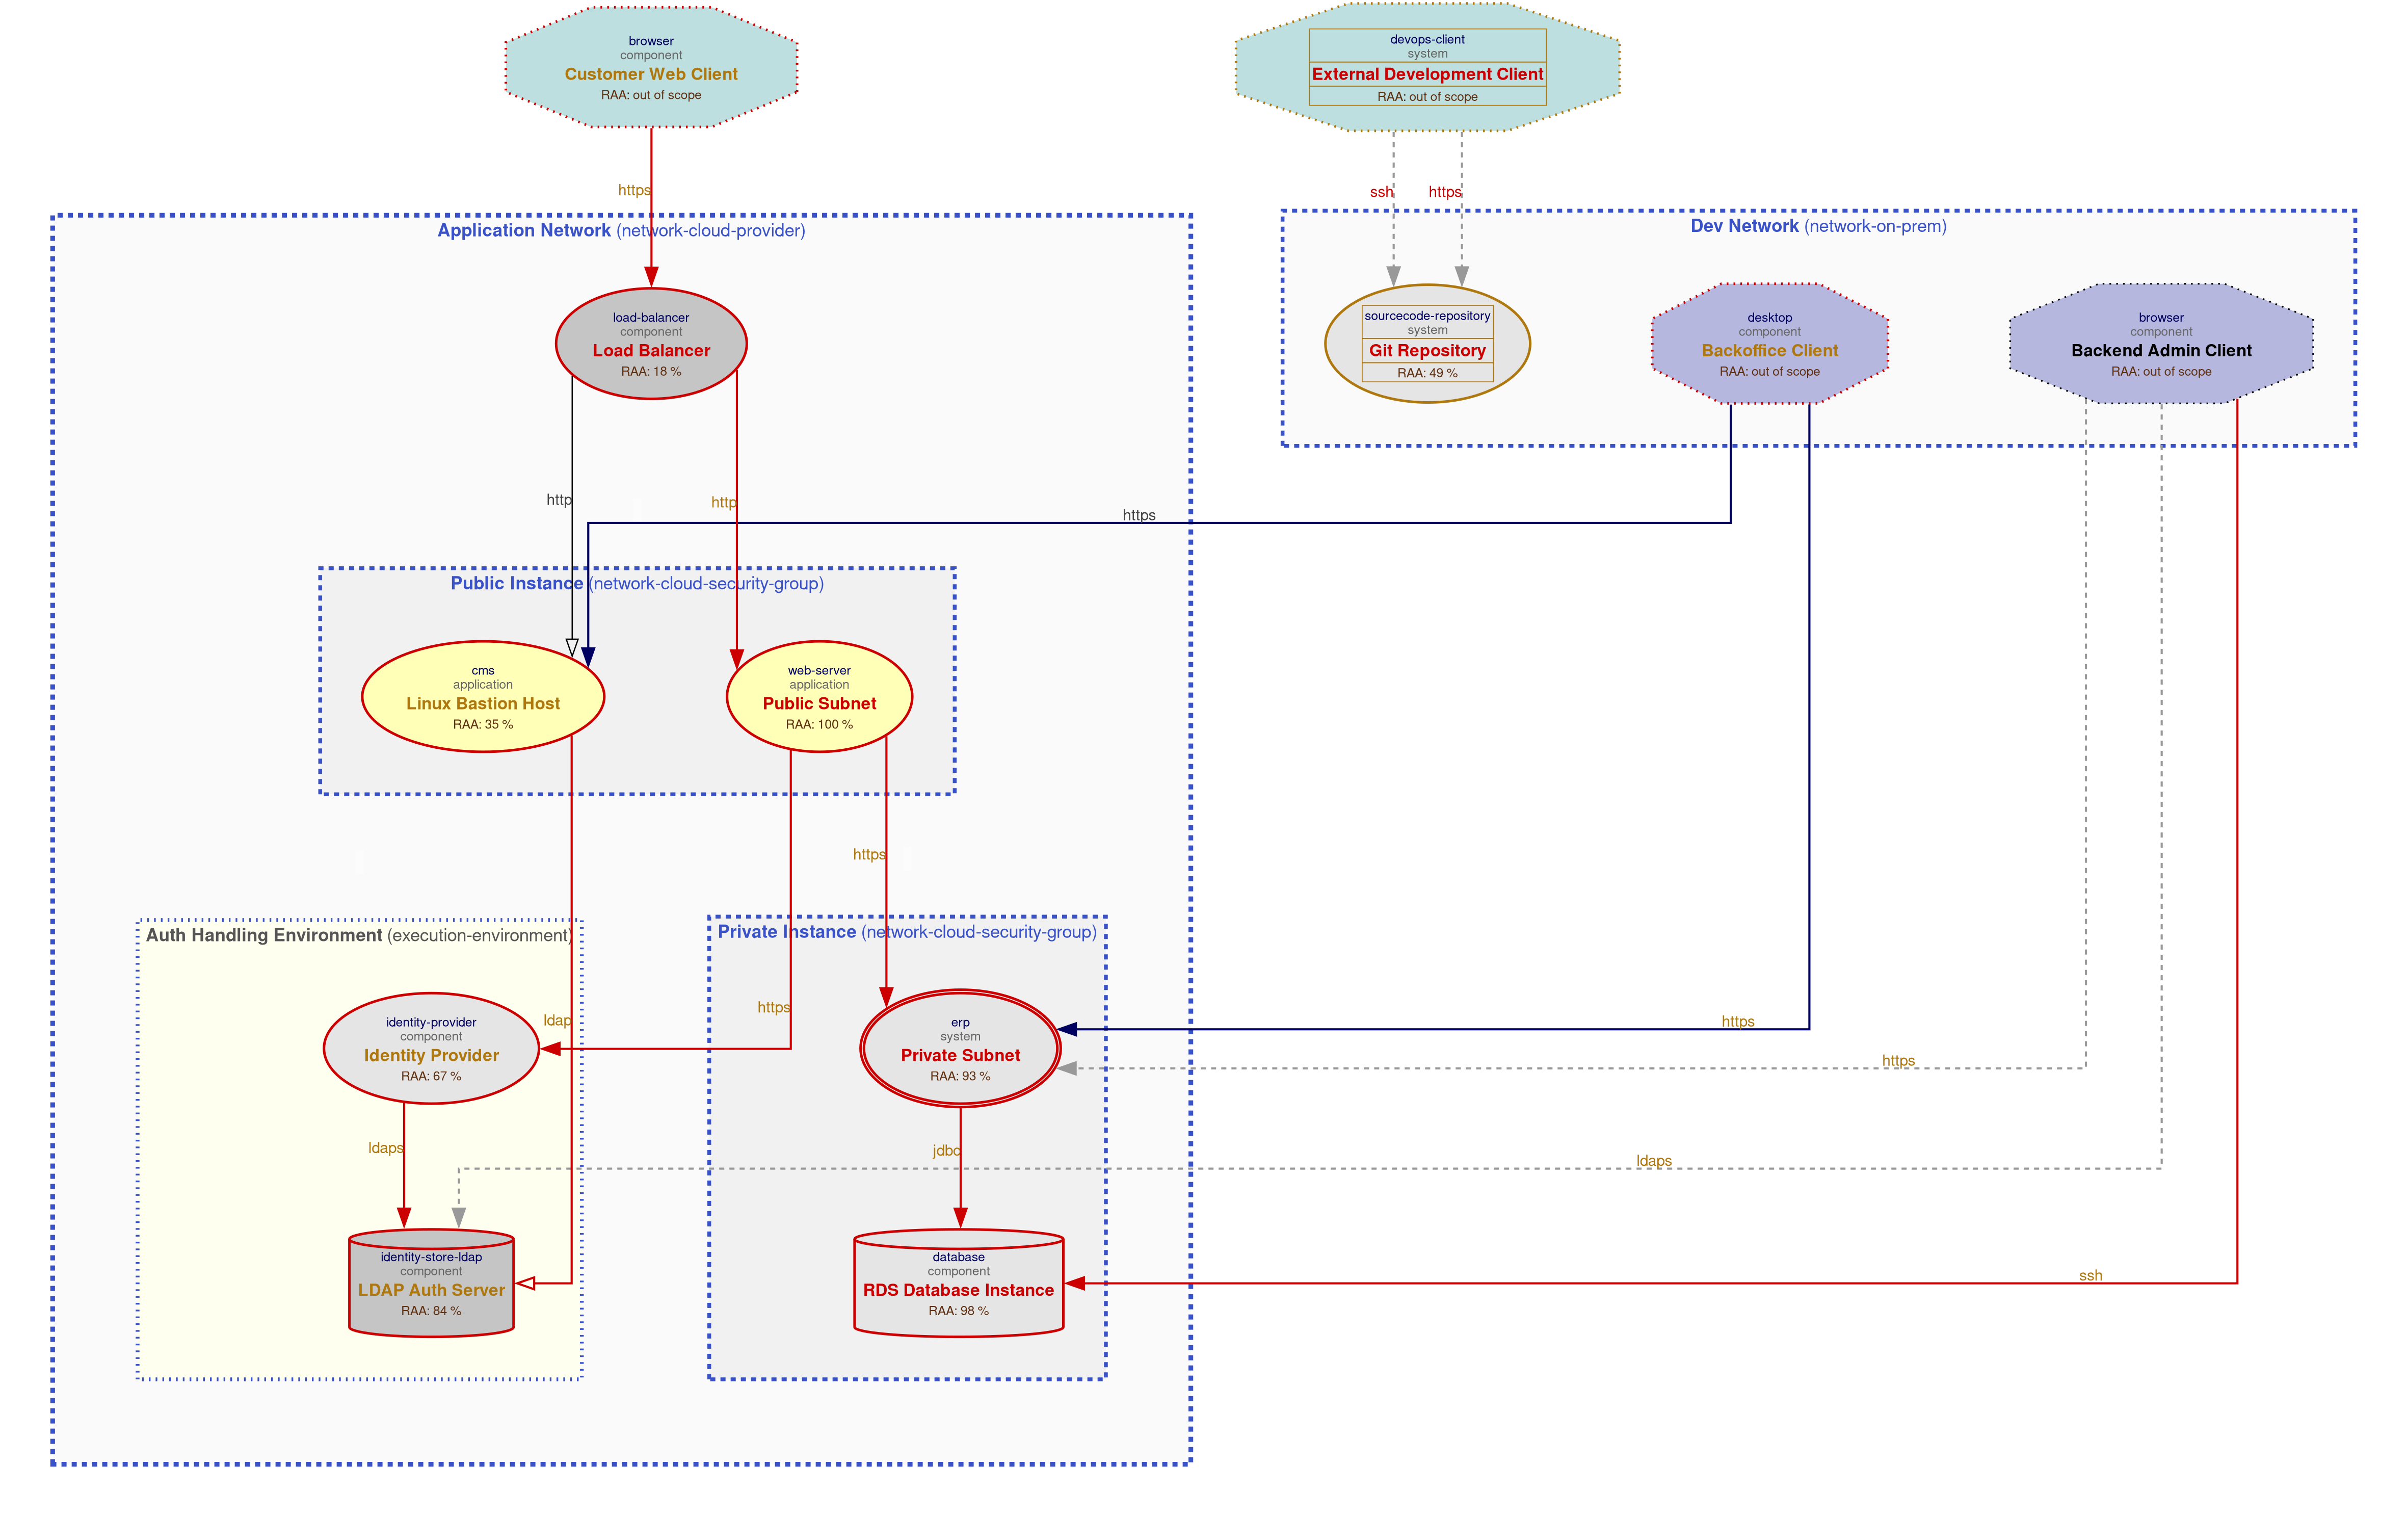 browser
component
Customer Web Client
RAA: out of scope
devops-client
system
External Development Client
RAA: out of scope
https
ssh
https
Application Network (network-cloud-provider)
Dev Network (network-on-prem)
load-balancer
component
Load Balancer
RAA: 18 %
sourcecode-repository
system
Git Repository
RAA: 49 %
desktop
component
Backoffice Client
RAA: out of scope
browser
component
Backend Admin Client
RAA: out of scope
http
http
https
Public Instance (network-cloud-security-group)
cms
application
Linux Bastion Host
RAA: 35 %
web-server
application
Public Subnet
RAA: 100 %
https
Auth Handling Environment (execution-environment)
Private Instance (network-cloud-security-group)
identity-provider
component
Identity Provider
RAA: 67 %
ldap
https
erp
system
Private Subnet
RAA: 93 %
https
https
ldaps
jdbc
ldaps
identity-store-ldap
component
LDAP Auth Server
RAA: 84 %
database
component
RDS Database Instance
RAA: 98 %
ssh